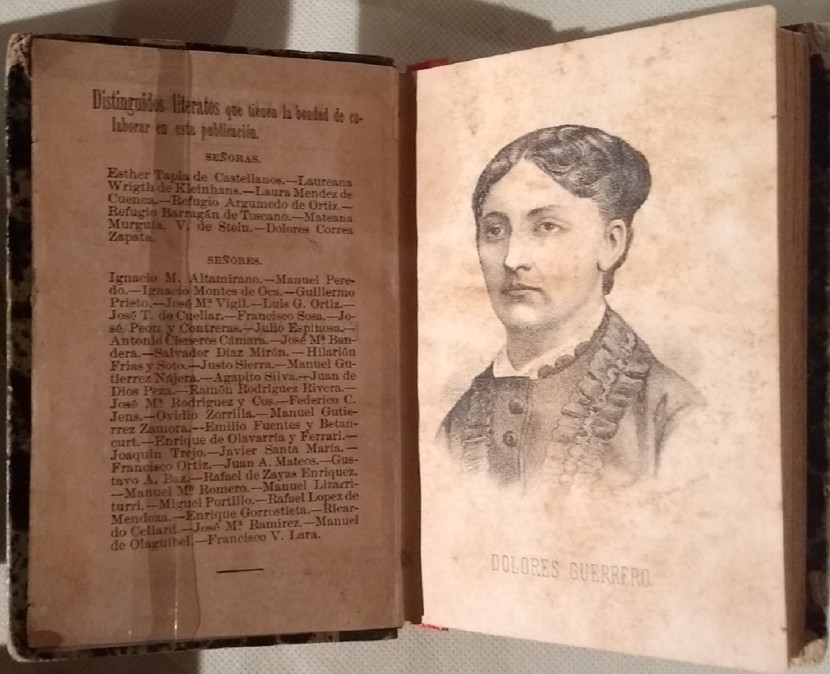 Distinguidos literatos que tienen la bondad de co-
laborar en esta publicación.
SEÑORAS.
Esther Tapia de Castellanos.—Laureana
Wrigth de Kleinhans.—Laura Mendez de
Cuenca.—Refugio Argumedo de Ortiz.—
Refugio Barragán de Toscano.—Mateana
Murguía, V. de Stein.—Dolores Correa
Zapata.
SEÑORES.
Ignacio M. Altamirano.—Manuel Pere-
do.—Ignacio Montes de Oca.—Guillermo
Prieto.—José Mª Vigil.—Luis G. Ortiz.—
José T. de Cuellar.—Francisco Sosa.—Jo-
sé Peon y Contreras.—Julio Espinosa.—
Antonio Cisneros Cámara.—José Mª Ban-
dera.—Salvador Diaz Mirón.—Hilarión
Frias y Soto.—Justo Sierra.—Manuel Gu-
tierrez Nájera.—Agapito Silva.—Juan de
Dios Peza.—Ramón Rodriguez Rivera.—
José Mª Rodriguez y Cos.—Federico C.
Jens.—Ovidio Zorrilla.—Manuel Gutie-
rrez Zamora.—Emilio Fuentes y Betan-
court.—Enrique de Olavarría y Ferrari.—
Joaquin Trejo.—Javier Santa María.—
Francisco Ortiz.—Juan A. Mateos.—Gus-
tavo A. Baz.—Rafael de Zayas Enriquez.
—Manuel Mª Romero.—Manuel Lizarri-
turri.—Miguel Portillo.—Rafael Lopez de
Mendoza.—Enrique Gorrostieta.—Ricar-
do Cellard.—José Mª Ramirez.—Manuel
de Olaguibel.—Francisco V. Lara.
DOLORES GUERRERO.